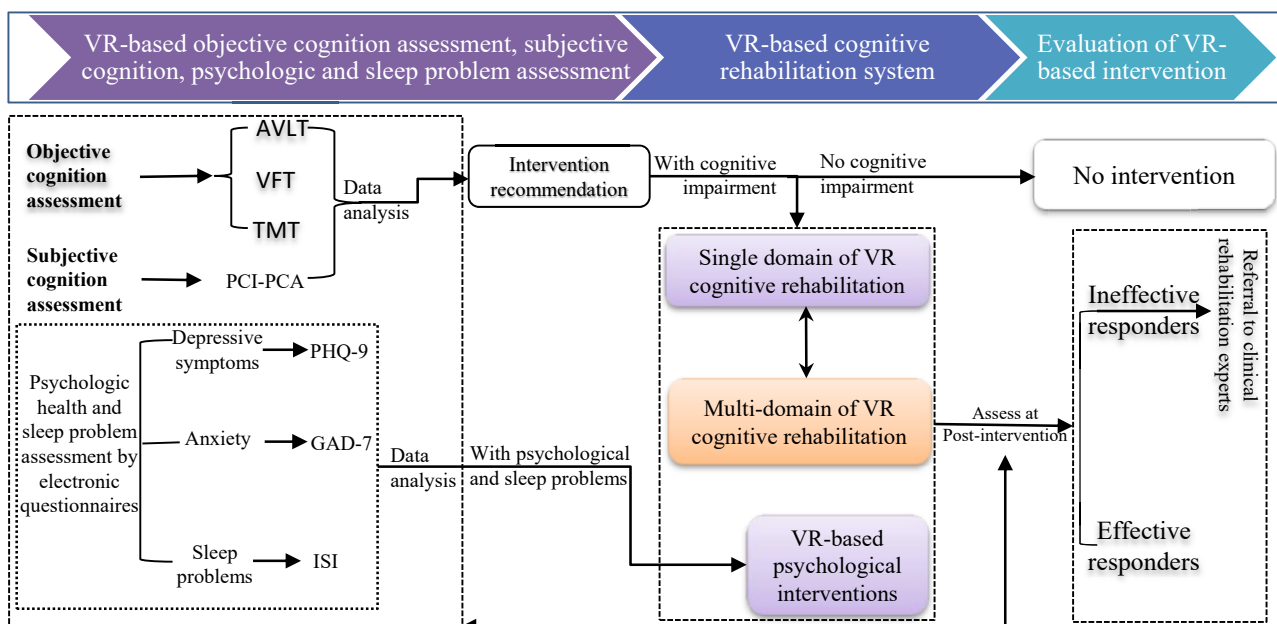 VR-based objective cognition assessment, subjective
cognition, psychologic and sleep problem assessment
VR-based cognitive
rehabilitation system
Evaluation of VR-
based intervention
Objective
cognition
assessment
AVLT
VFT
TMT
Subjective
cognition
assessment
PCI-PCA
Data
analysis
Intervention
recommendation
With cognitive
impairment
No cognitive
impairment
No intervention
Psychologic
health and
sleep problem
assessment by
electronic
questionnaires
Depressive
symptoms
PHQ-9
Anxiety
GAD-7
Sleep
problems
ISI
Data
analysis
With psychological
and sleep problems
Single domain of VR
cognitive rehabilitation
Multi-domain of VR
cognitive rehabilitation
VR-based
psychological
interventions
Assess at
Post-intervention
Ineffective
responders
Effective
responders
Referral to clinical
rehabilitation experts